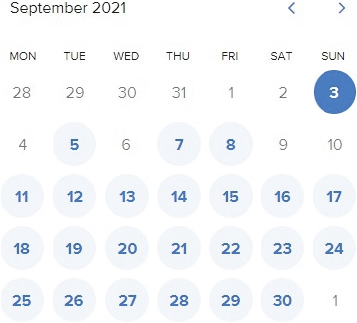 September 2021
MON TUE WED THU FRI SAT SUN
28 29 30 31 1 2 3
4 5 6 7 8 9 10
11 12 13 14 15 16 17
18 19 20 21 22 23 24
25 26 27 28 29 30 1